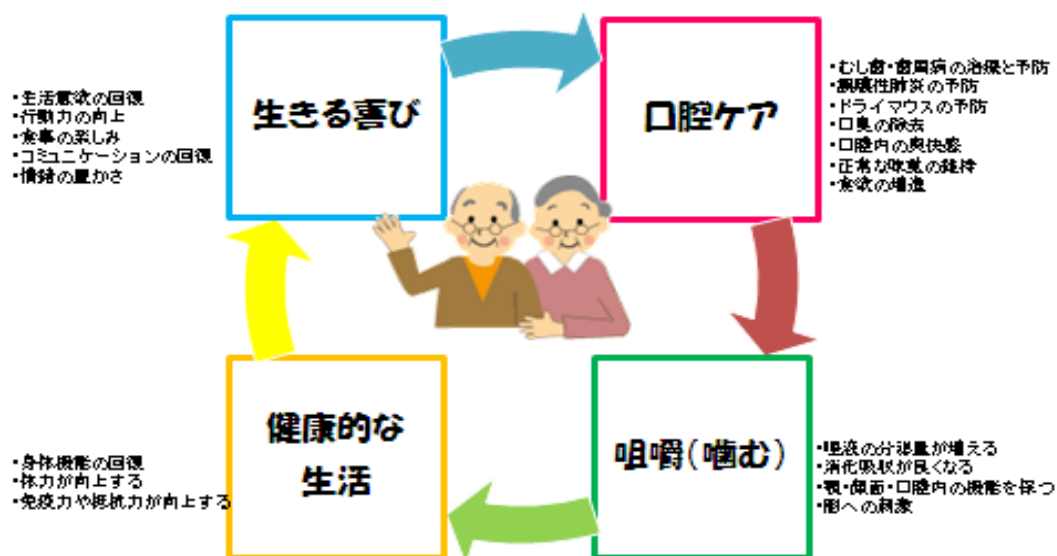 生きる喜び
・生活意欲の回復
・行動力の向上
・食事の楽しみ
・コミュニケーションの回復
・情緒の豊かさ
口腔ケア
・むし歯・歯周病の治療と予防
・誤嚥性肺炎の予防
・ドライマウスの予防
・口臭の除去
・口腔内の爽快感
・正常な味覚の維持
・食欲の増進
咀嚼（噛む）
・唾液の分泌量が増える
・消化吸収が良くなる
・顎・顔面・口腔内の機能を保つ
・脳への刺激
健康的な
生活
・身体機能の回復
・体力が向上する
・免疫力や抵抗力が向上する